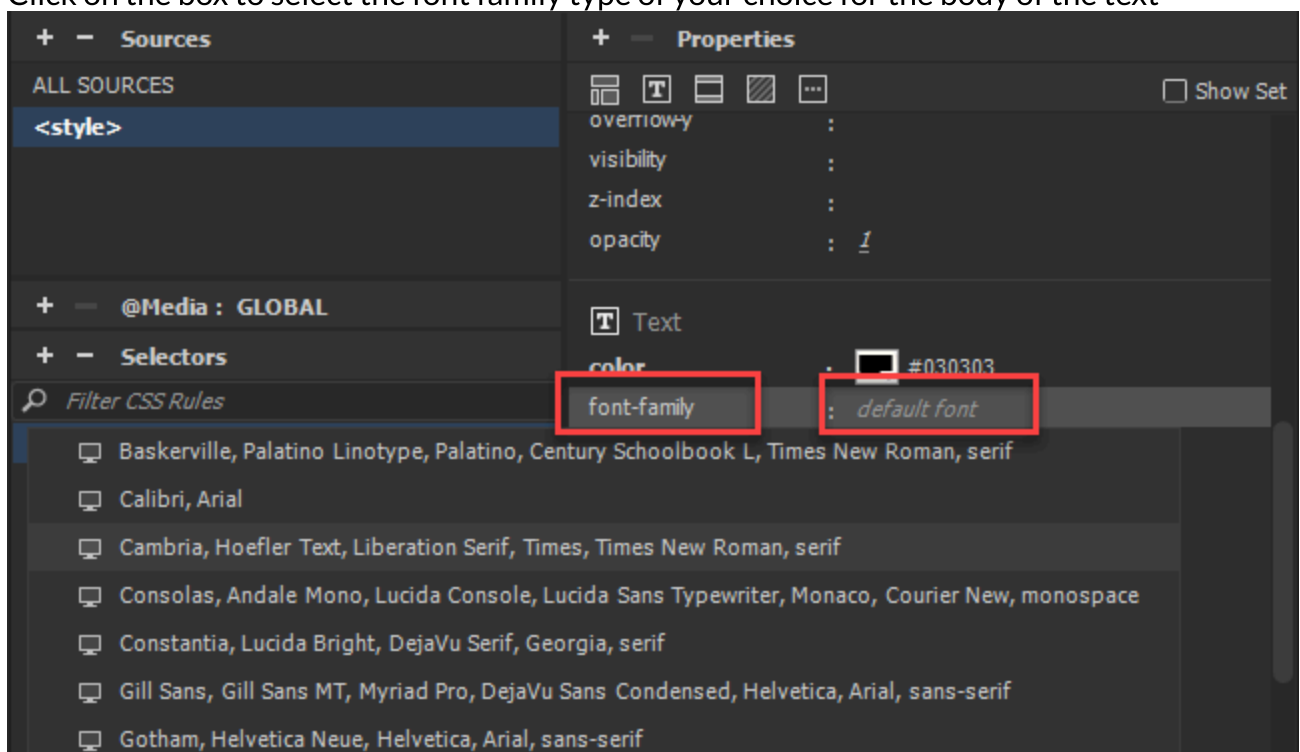 Click on the box to select the font family type of your choice for the body of the text
+ − Sources
ALL SOURCES
<style>
+ − @Media : GLOBAL
+ − Selectors
Filter CSS Rules
+ − Properties
T
Show Set
overflow-y :
visibility :
z-index :
opacity : 1
T Text
color : #030303
font-family : default font
Baskerville, Palatino Linotype, Palatino, Century Schoolbook L, Times New Roman, serif
Calibri, Arial
Cambria, Hoefler Text, Liberation Serif, Times, Times New Roman, serif
Consolas, Andale Mono, Lucida Console, Lucida Sans Typewriter, Monaco, Courier New, monospace
Constantia, Lucida Bright, DejaVu Serif, Georgia, serif
Gill Sans, Gill Sans MT, Myriad Pro, DejaVu Sans Condensed, Helvetica, Arial, sans-serif
Gotham, Helvetica Neue, Helvetica, Arial, sans-serif